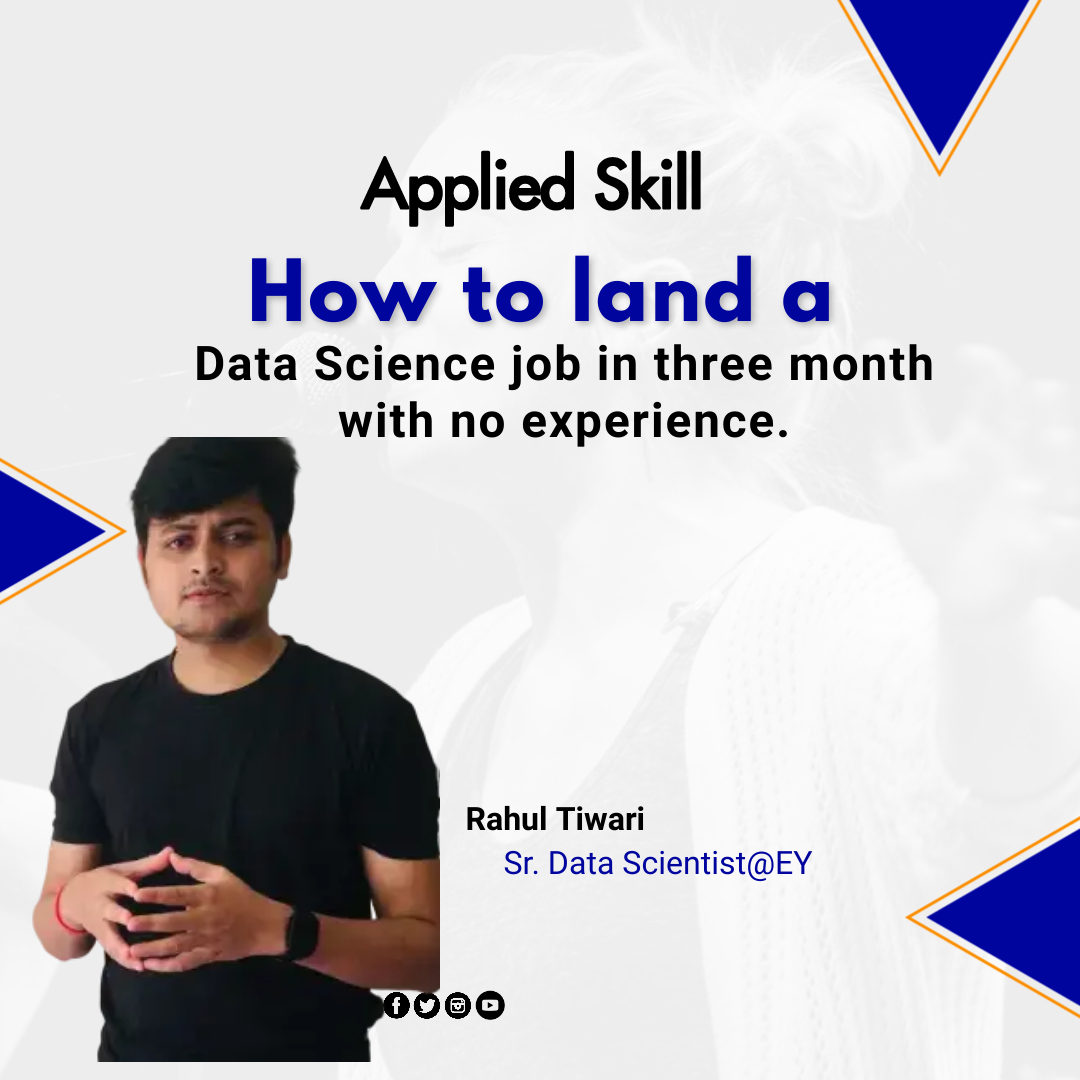 Applied Skill
How to land a
Data Science job in three month
with no experience.
Rahul Tiwari
Sr. Data Scientist@EY